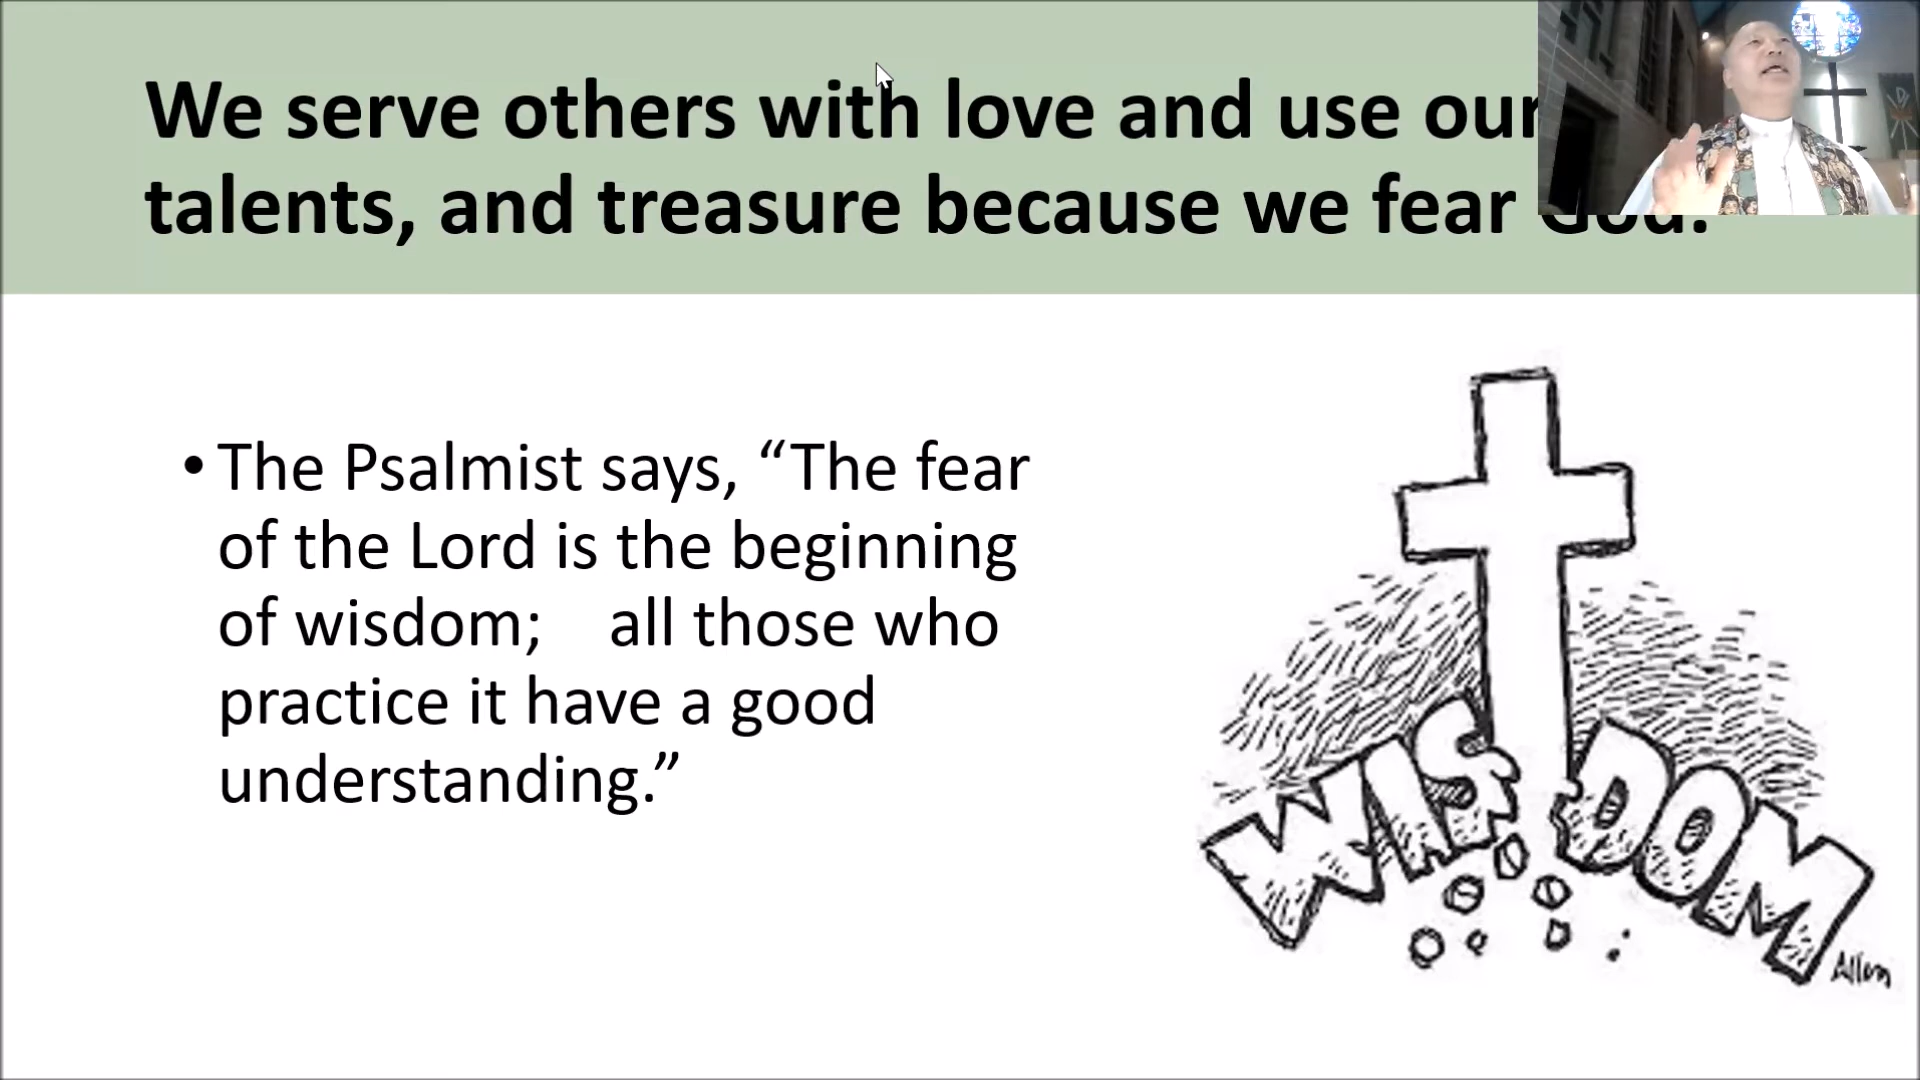 We serve others with love and use our
talents, and treasure because we fear God.
• The Psalmist says, “The fear
of the Lord is the beginning
of wisdom; all those who
practice it have a good
understanding.”
WISDOM
Allen